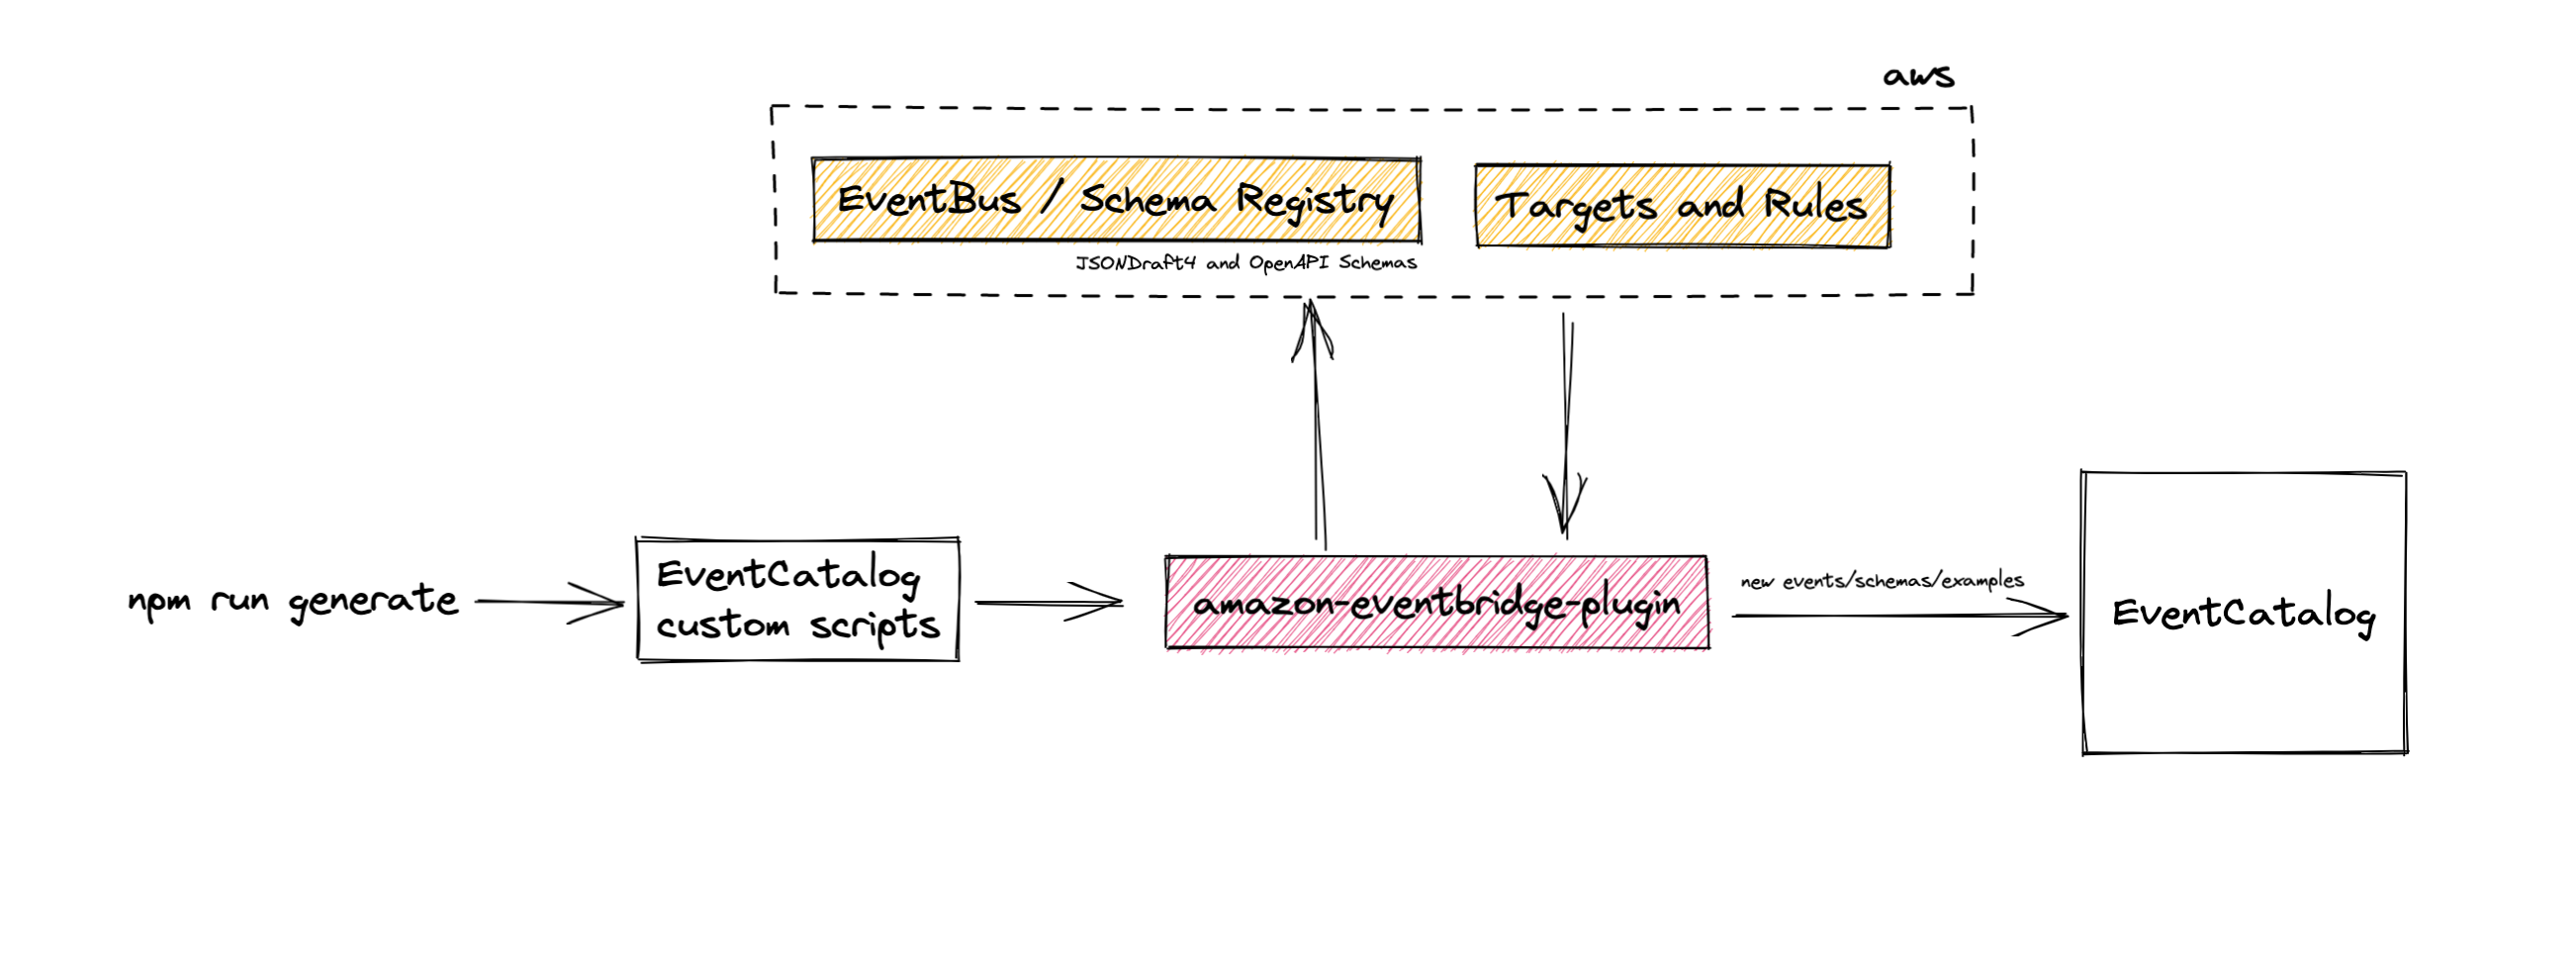 aws
EventBus / Schema Registry
Targets and Rules
JSONDraft4 and OpenAPI Schemas
npm run generate
EventCatalog
custom scripts
amazon-eventbridge-plugin
new events/schemas/examples
EventCatalog